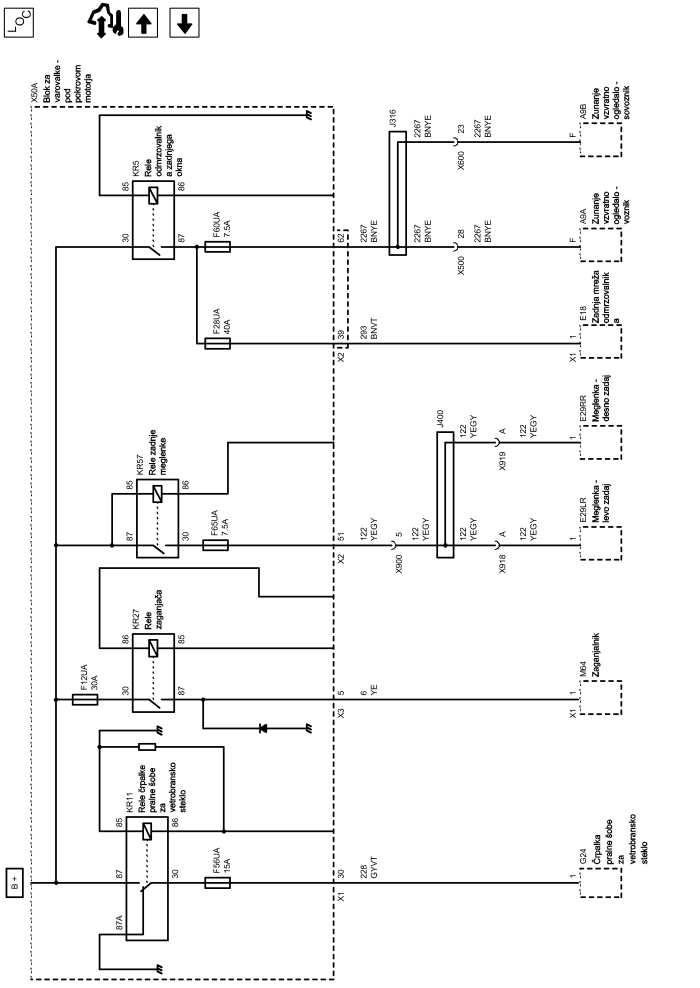 LOC
X50A
Blok za
varovalke -
pod
pokrovom
motorja
B +
87A
87
85
KR11
Rele črpalke
pralne šobe
za
vetrobransko
steklo
30
86
F56UA
15A
X1
30
228
GYVT
1
G24
Črpalka
pralne šobe
za
vetrobransko
steklo
F12UA
30A
30
86
KR27
Rele
zaganjača
87
85
X3
5
6
YE
X1
1
M64
Zaganjalnik
87
85
KR57
Rele zadnje
meglenke
30
86
F65UA
7.5A
X2
51
122
YEGY
X900
5
122
YEGY
J400
122
YEGY
122
YEGY
X918
A
X919
A
122
YEGY
122
YEGY
1
E29LR
Meglenka -
levo zadaj
1
E29RR
Meglenka -
desno zadaj
30
85
KR5
Rele
odmrzovalnik
a zadnjega
okna
87
86
F28UA
40A
F60UA
7.5A
X2
39
62
293
BNVT
2267
BNYE
J316
2267
BNYE
2267
BNYE
X500
28
X600
23
2267
BNYE
2267
BNYE
X1
1
E18
Zadnja mreža
odmrzovalnik
a
F
A9A
Zunanje
vzvratno
ogledalo -
voznik
F
A9B
Zunanje
vzvratno
ogledalo -
sovoznik